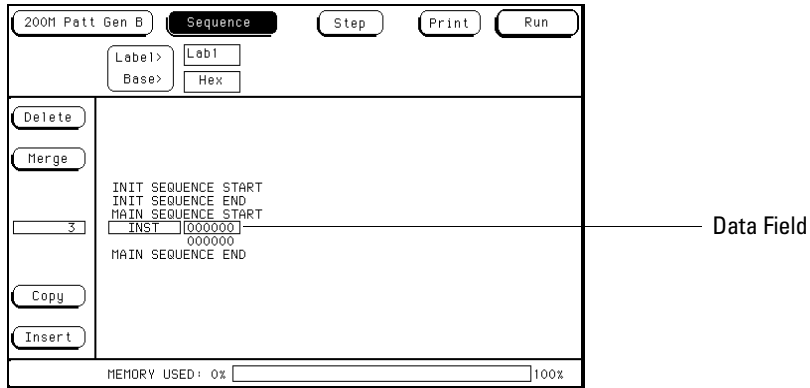 200M Patt Gen B Sequence Step Print Run
Label> Lab1
Base> Hex
Delete
Merge
INIT SEQUENCE START
INIT SEQUENCE END
MAIN SEQUENCE START
3 INST 000000 Data Field
000000
MAIN SEQUENCE END
Copy
Insert
MEMORY USED: 0% 100%